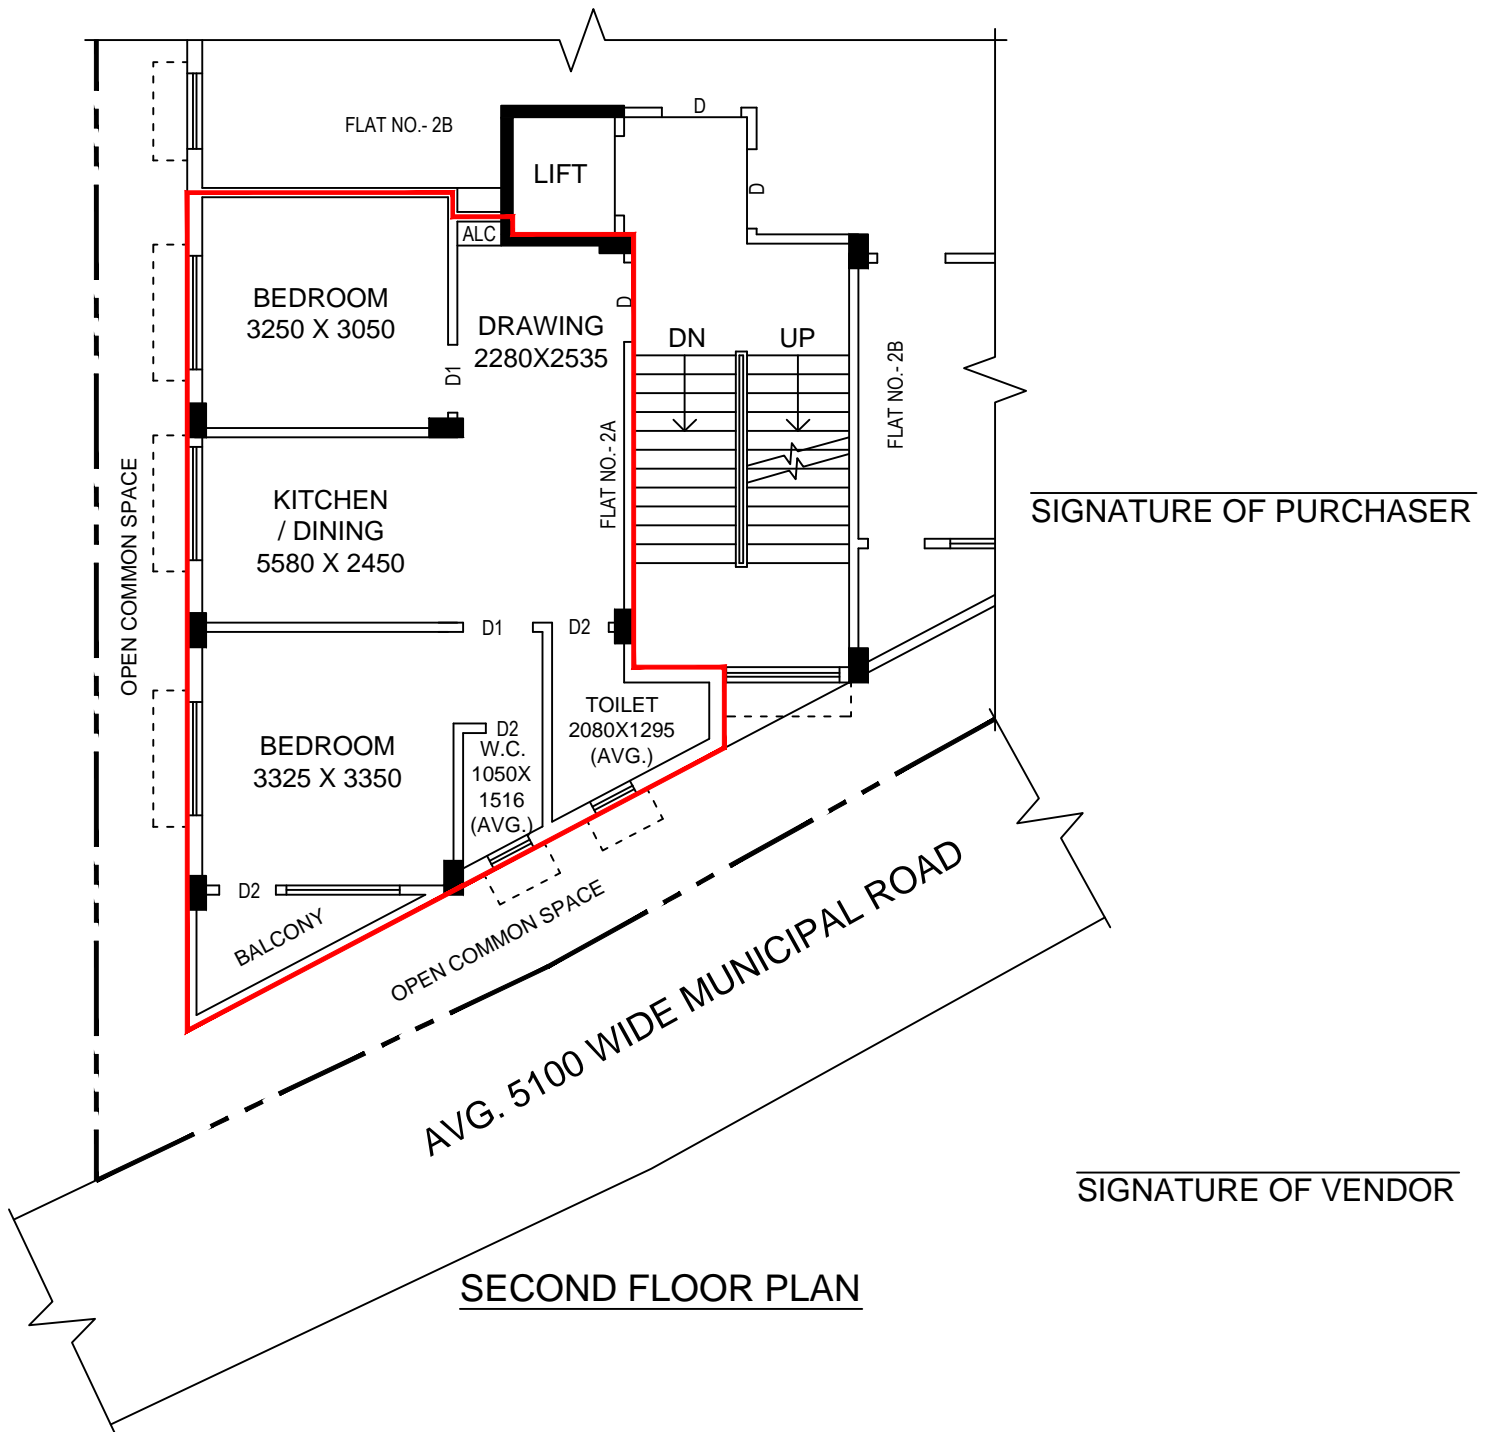 D
FLAT NO.- 2B
LIFT
D
ALC
BEDROOM
3250 X 3050
D
DRAWING
2280X2535
DN
UP
D1
FLAT NO.- 2B
FLAT NO.- 2A
OPEN COMMON SPACE
KITCHEN
/ DINING
5580 X 2450
SIGNATURE OF PURCHASER
D1
D2
TOILET
2080X1295
(AVG.)
D2
W.C.
1050X
1516
(AVG.)
BEDROOM
3325 X 3350
D2
BALCONY
OPEN COMMON SPACE
AVG. 5100 WIDE MUNICIPAL ROAD
SIGNATURE OF VENDOR
SECOND FLOOR PLAN